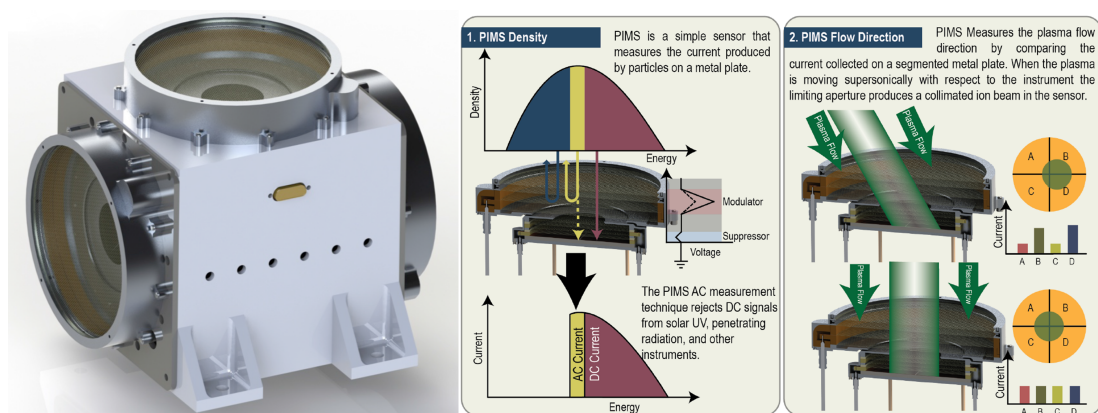 1. PIMS Density
PIMS is a simple sensor that
measures the current produced
by particles on a metal plate.
Density
Energy
Modulator
Suppressor
Voltage
The PIMS AC measurement
technique rejects DC signals
from solar UV, penetrating
radiation, and other
instruments.
Current
AC Current
DC Current
Energy
2. PIMS Flow Direction
PIMS Measures the plasma flow
direction by comparing the
current collected on a segmented metal plate. When the plasma
is moving supersonically with respect to the instrument the
limiting aperture produces a collimated ion beam in the sensor.
Plasma Flow
Plasma Flow
A B
C D
Current
A B C D
Plasma Flow
Plasma Flow
A B
C D
Current
A B C D